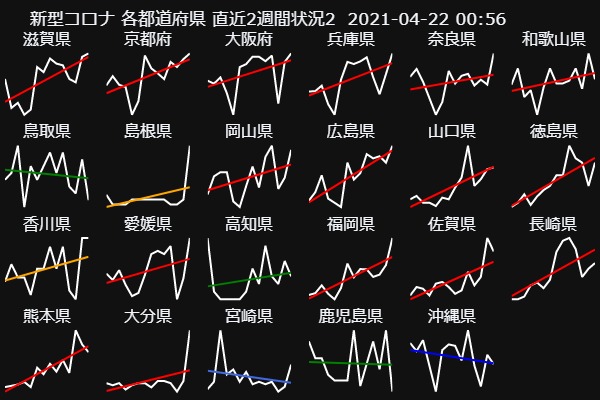 新型コロナ 各都道府県 直近2週間状況2 2021-04-22 00:56
滋賀県 京都府 大阪府 兵庫県 奈良県 和歌山県
鳥取県 島根県 岡山県 広島県 山口県 徳島県
香川県 愛媛県 高知県 福岡県 佐賀県 長崎県
熊本県 大分県 宮崎県 鹿児島県 沖縄県